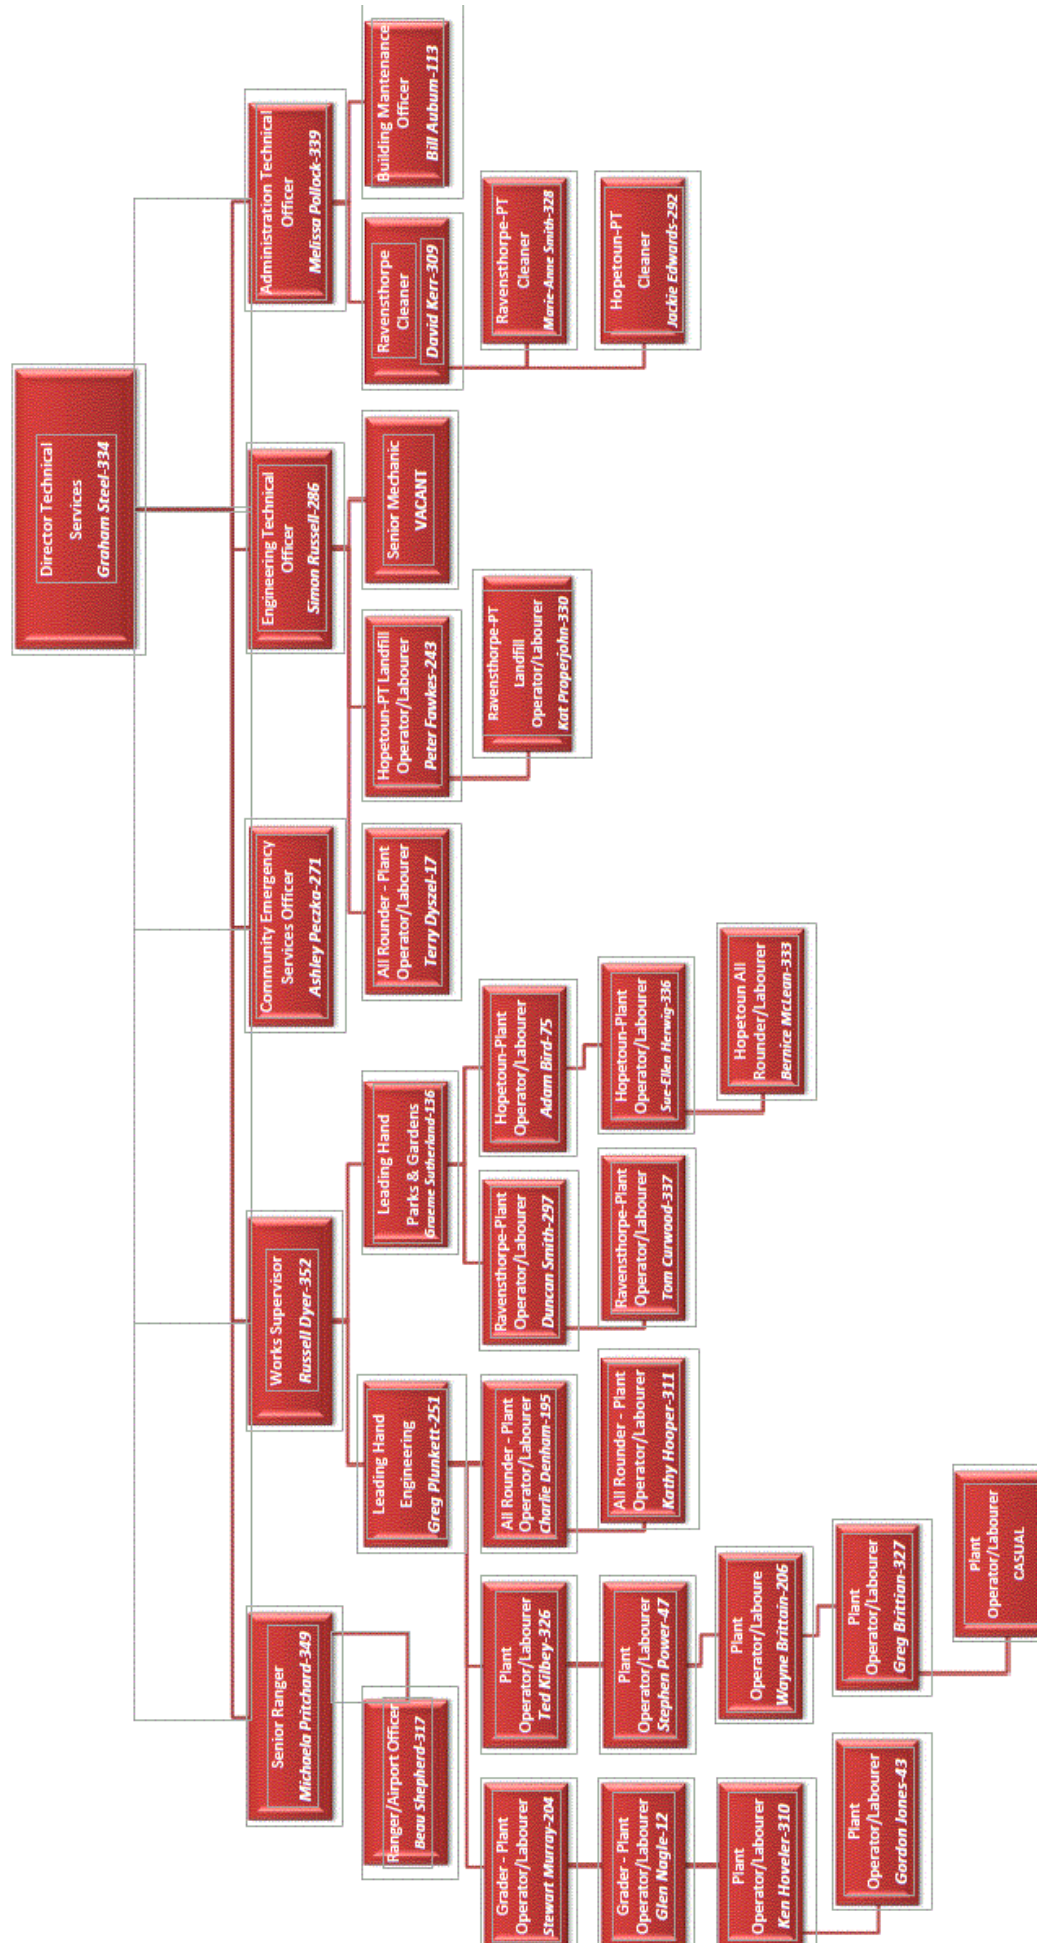 Director Technical
Services
Graham Steel-334
Senior Ranger
Michaela Pritchard-349
Works Supervisor
Russell Dyer-352
Community Emergency
Services Officer
Ashley Peczka-271
Engineering Technical
Officer
Simon Russell-286
Administration Technical
Officer
Melissa Pollock-339
Ranger/Airport Officer
Beau Shepherd-317
Leading Hand
Engineering
Greg Plunkett-251
Leading Hand
Parks & Gardens
Graeme Sutherland-136
All Rounder - Plant
Operator/Labourer
Terry Dyszel-17
Hopetoun-PT Landfill
Operator/Labourer
Peter Fawkes-243
Senior Mechanic
VACANT
Ravensthorpe
Cleaner
David Kerr-309
Building Mantenance
Officer
Bill Auburn-113
Grader - Plant
Operator/Labourer
Stewart Murray-204
Plant
Operator/Labourer
Ted Kilbey-326
All Rounder - Plant
Operator/Labourer
charlie Denham-195
Ravensthorpe-Plant
Operator/Labourer
Duncan Smith-297
Hopetoun-Plant
Operator/Labourer
Adam Bird-75
Ravensthorpe-PT
Landfill
Operator/Labourer
Kat Properjohn-330
Ravensthorpe-PT
Cleaner
Marie-Anne Smith-328
Grader - Plant
Operator/Labourer
Glen Nagle-12
Plant
Operator/Labourer
Stephen Power-47
All Rounder - Plant
Operator/Labourer
Kathy Hooper-311
Ravensthorpe-Plant
Operator/Labourer
Tom Curwood-337
Hopetoun-Plant
Operator/Labourer
Sue-Ellen Herwig-336
Hopetoun-PT
Cleaner
Jackie Edwards-292
Plant
Operator/Labourer
Ken Hoveler-310
Plant
Operator/Laboure
Wayne Brittain-206
Hopetoun All
Rounder/Labourer
Bernice McLean-333
Plant
Operator/Labourer
Gordon Jones-43
Plant
Operator/Labourer
Greg Brittian-327
Plant
Operator/Labourer
CASUAL